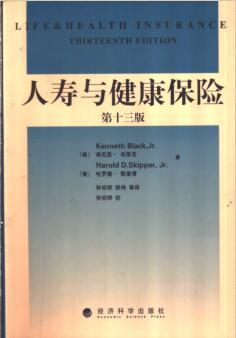 LIFE&HEALTH INSURANCE
THIRTEENTH EDITION
人寿与健康保险
第十三版
Kenneth Black,Jr.
[美] 肯尼思·布莱克
Harold D.Skipper, Jr.
著
[美] 哈罗德·斯基博
孙祁祥 郑伟 等译
孙祁祥 校
经济科学出版社
Economic Science Press